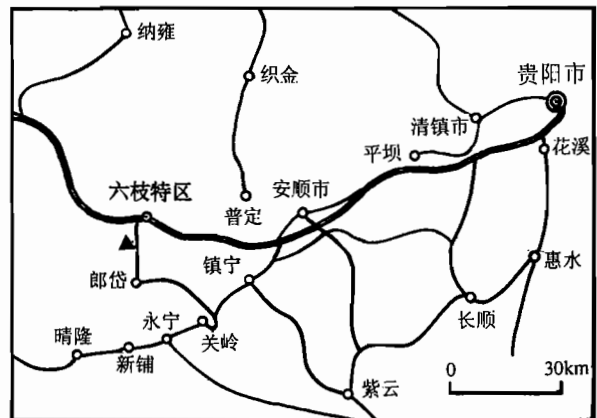 纳雍
织金
贵阳市
清镇市
平坝
花溪
六枝特区
安顺市
普定
镇宁
惠水
郎岱
永宁
关岭
长顺
晴隆
新铺
紫云
0 30km